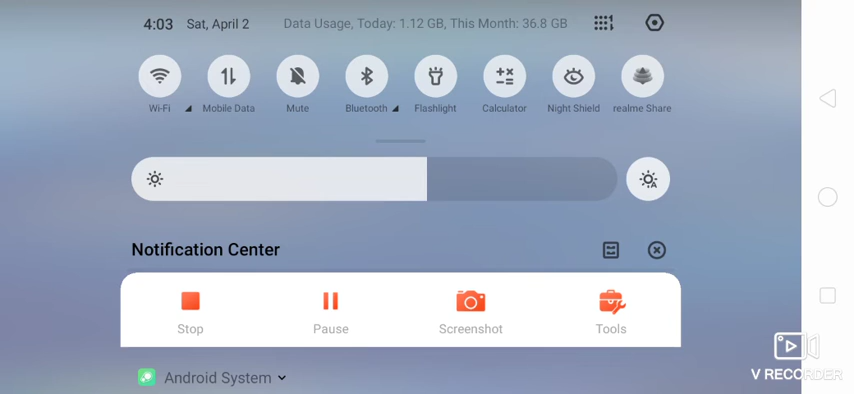 4:03 Sat, April 2 Data Usage, Today: 1.12 GB, This Month: 36.8 GB
Wi-Fi Mobile Data Mute Bluetooth Flashlight Calculator Night Shield realme Share
Notification Center
Stop Pause Screenshot Tools
Android System
V RECORDER